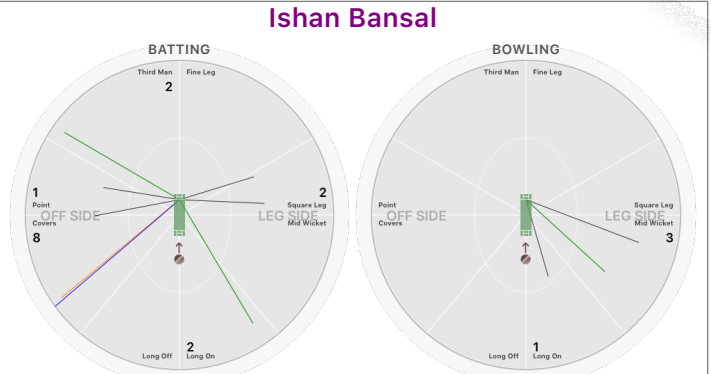 Ishan Bansal
BATTING
Third Man Fine Leg
2
1
Point
OFF SIDE
Covers
8
2
Square Leg
LEG SIDE
Mid Wicket
2
Long Off Long On
BOWLING
Third Man Fine Leg
Point
OFF SIDE
Covers
Square Leg
LEG SIDE
Mid Wicket
3
1
Long Off Long On